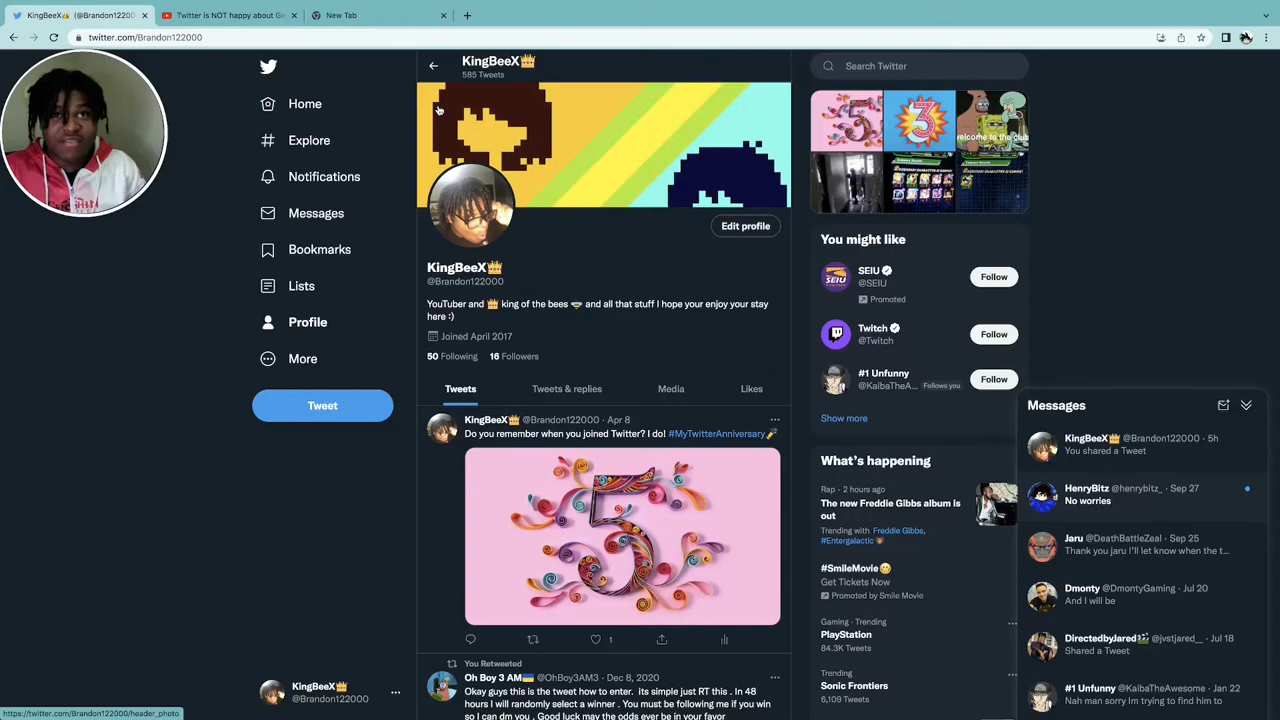 KingBeeX👑 (@Brandon122000
Twitter is NOT happy about Ge
New Tab
twitter.com/Brandon122000
KingBeeX👑
585 Tweets
Search Twitter
Home
Explore
Notifications
Messages
Bookmarks
Lists
Profile
More
Tweet
KingBeeX👑
@Brandon122000
https://twitter.com/Brandon122000/header_photo
Edit profile
KingBeeX👑
@Brandon122000
YouTuber and 👑 king of the bees 🐝 and all that stuff I hope your enjoy your stay
here :)
Joined April 2017
50 Following 16 Followers
Tweets Tweets & replies Media Likes
KingBeeX👑 @Brandon122000 · Apr 8
Do you remember when you joined Twitter? I do! #MyTwitterAnniversary
5
1
You Retweeted
Oh Boy 3 AM @OhBoy3AM3 · Dec 8, 2020
Okay guys this is the tweet how to enter. its simple just RT this . In 48
hours I will randomly select a winner . You must be following me if you win
so I can dm you . Good luck may the odds ever be in your favor
5
3
welcome to the club
You might like
SEIU
@SEIU
Promoted
Follow
Twitch
@Twitch
Follow
#1 Unfunny
@KaibaTheA... Follows you
Follow
Show more
What's happening
Rap · 2 hours ago
The new Freddie Gibbs album is
out
Trending with Freddie Gibbs,
#Entergalactic
#SmileMovie
Get Tickets Now
Promoted by Smile Movie
Gaming · Trending
PlayStation
84.3K Tweets
Trending
Sonic Frontiers
6,109 Tweets
Messages
KingBeeX👑 @Brandon122000 · 5h
You shared a Tweet
HenryBitz @henrybitz_ · Sep 27
No worries
Jaru @DeathBattleZeal · Sep 25
Thank you jaru I'll let know when the t...
Dmonty @DmontyGaming · Jul 20
And I will be
DirectedbyJared🎬 @jvstjared__ · Jul 18
Shared a Tweet
#1 Unfunny @KaibaTheAwesome · Jan 22
Nah man sorry Im trying to find him to